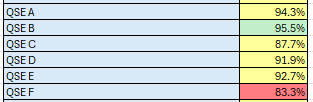 QSE A 94.3%
QSE B 95.5%
QSE C 87.7%
QSE D 91.9%
QSE E 92.7%
QSE F 83.3%